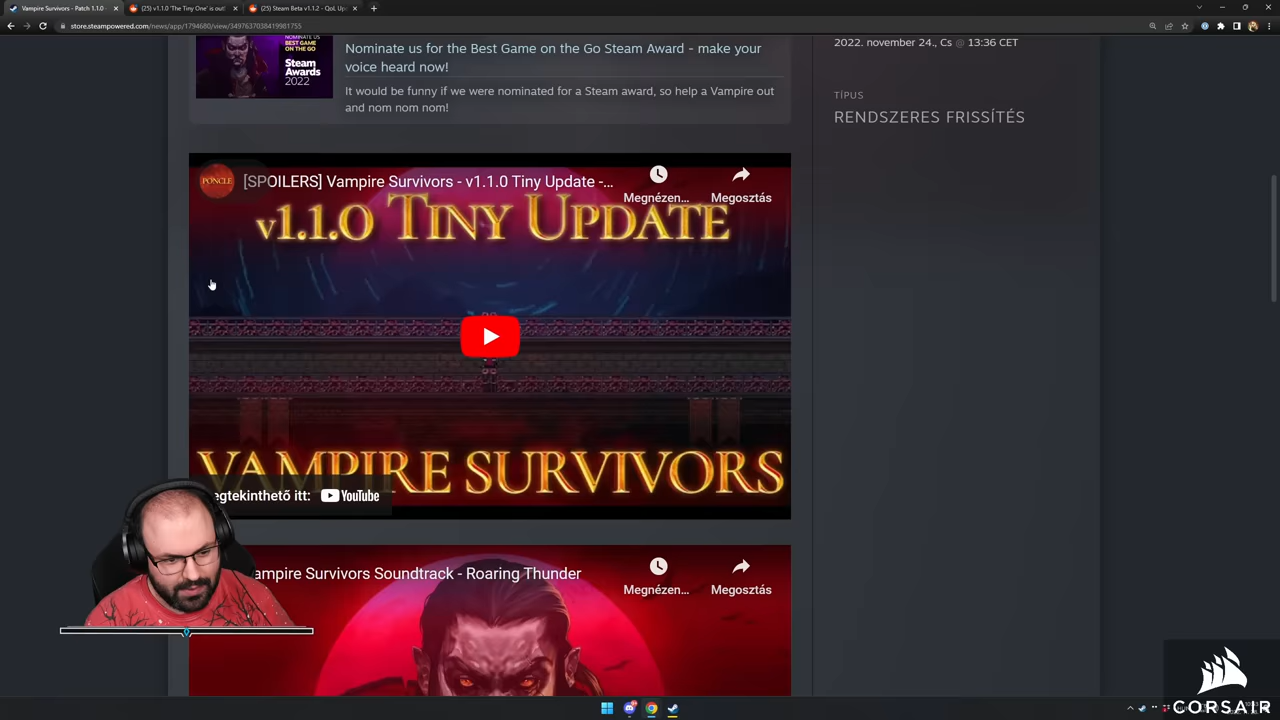 Vampire Survivors - Patch 1.1.0
(25) v1.1.0 'The Tiny One' is out!
(25) Steam Beta v1.1.2 - QoL Up
store.steampowered.com/news/app/1794680/view/3497637038419981755
NOMINATE US
BEST GAME
ON THE GO
Steam
Awards
2022
Nominate us for the Best Game on the Go Steam Award - make your
voice heard now!
It would be funny if we were nominated for a Steam award, so help a Vampire out
and nom nom nom!
2022. november 24., Cs @ 13:36 CET
TÍPUS
RENDSZERES FRISSÍTÉS
PONCLE
[SPOILERS] Vampire Survivors - v1.1.0 Tiny Update -...
Megnézen...
Megosztás
v1.1.0 TINY UPDATE
VAMPIRE SURVIVORS
egtekinthető itt: YouTube
ampire Survivors Soundtrack - Roaring Thunder
Megnézen...
Megosztás
CORSAIR